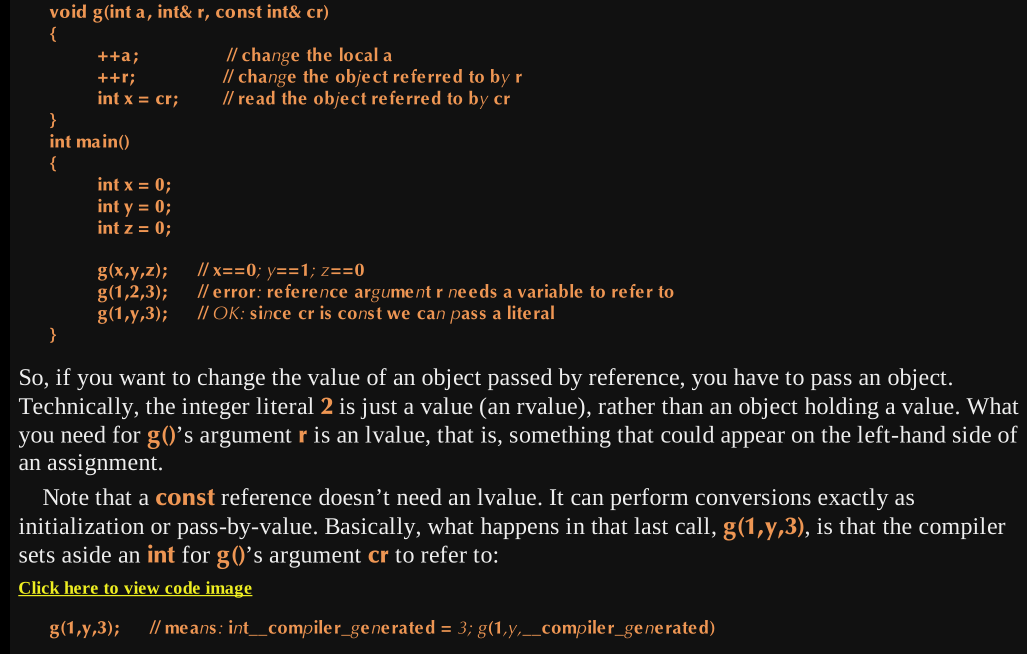 void g(int a, int& r, const int& cr)
{
++a; // change the local a
++r; // change the object referred to by r
int x = cr; // read the object referred to by cr
}
int main()
{
int x = 0;
int y = 0;
int z = 0;
g(x,y,z); // x==0; y==1; z==0
g(1,2,3); // error: reference argument r needs a variable to refer to
g(1,y,3); // OK: since cr is const we can pass a literal
}
So, if you want to change the value of an object passed by reference, you have to pass an object.
Technically, the integer literal 2 is just a value (an rvalue), rather than an object holding a value. What
you need for g()’s argument r is an lvalue, that is, something that could appear on the left-hand side of
an assignment.
Note that a const reference doesn’t need an lvalue. It can perform conversions exactly as
initialization or pass-by-value. Basically, what happens in that last call, g(1,y,3), is that the compiler
sets aside an int for g()’s argument cr to refer to:
Click here to view code image
g(1,y,3); // means: int__compiler_generated = 3; g(1,y,__compiler_generated)